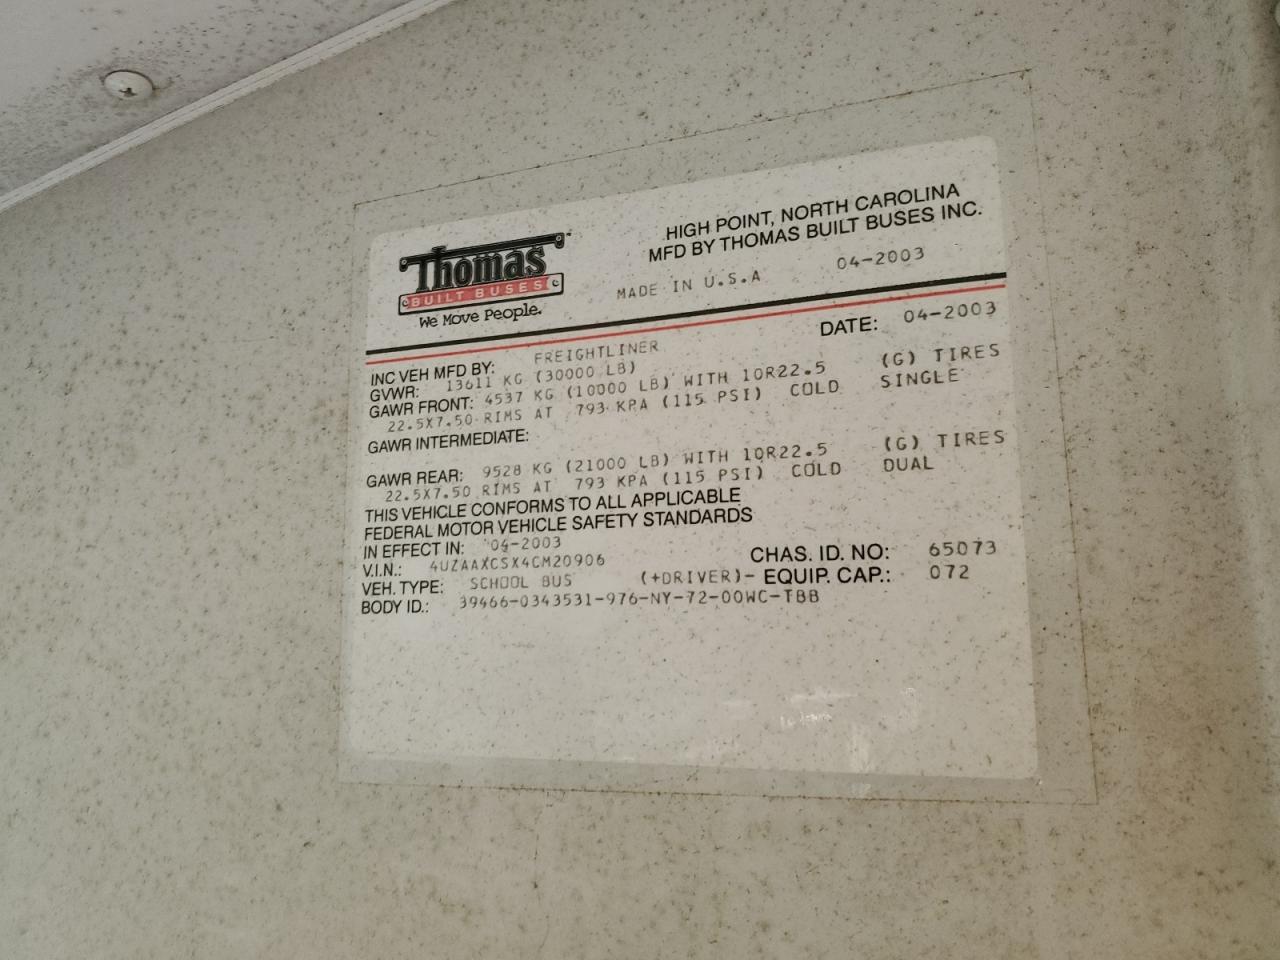 Thomas
BUILT BUSES
We Move People.
HIGH POINT, NORTH CAROLINA
MFD BY THOMAS BUILT BUSES INC.
MADE IN U.S.A 04-2003
DATE: 04-2003
INC VEH MFD BY: FREIGHTLINER
GVWR: 13611 KG (30000 LB)
GAWR FRONT: 4537 KG (10000 LB) WITH 10R22.5 (G) TIRES
22.5X7.50 RIMS AT 793 KPA (115 PSI) COLD SINGLE
GAWR INTERMEDIATE:
GAWR REAR: 9528 KG (21000 LB) WITH 10R22.5 (G) TIRES
22.5X7.50 RIMS AT 793 KPA (115 PSI) COLD DUAL
THIS VEHICLE CONFORMS TO ALL APPLICABLE
FEDERAL MOTOR VEHICLE SAFETY STANDARDS
IN EFFECT IN: 04-2003
V.I.N.: 4UZAAXCSX4CM20906 CHAS. ID. NO: 65073
VEH. TYPE: SCHOOL BUS (+DRIVER)- EQUIP. CAP.: 072
BODY ID.: 39466-0343531-976-NY-72-00WC-TBB